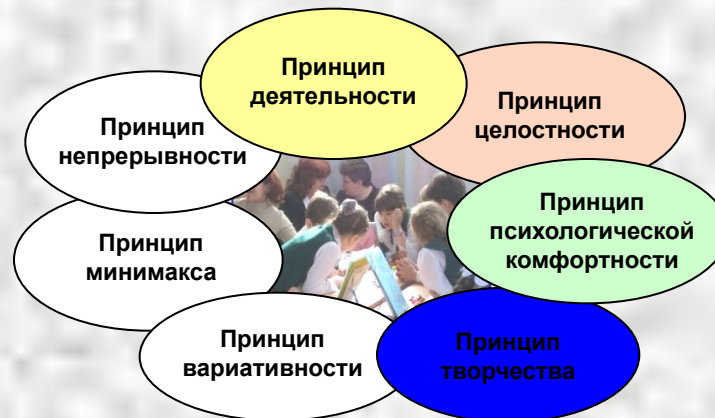 Принцип
деятельности
Принцип
целостности
Принцип
непрерывности
Принцип
психологической
комфортности
Принцип
минимакса
Принцип
вариативности
Принцип
творчества